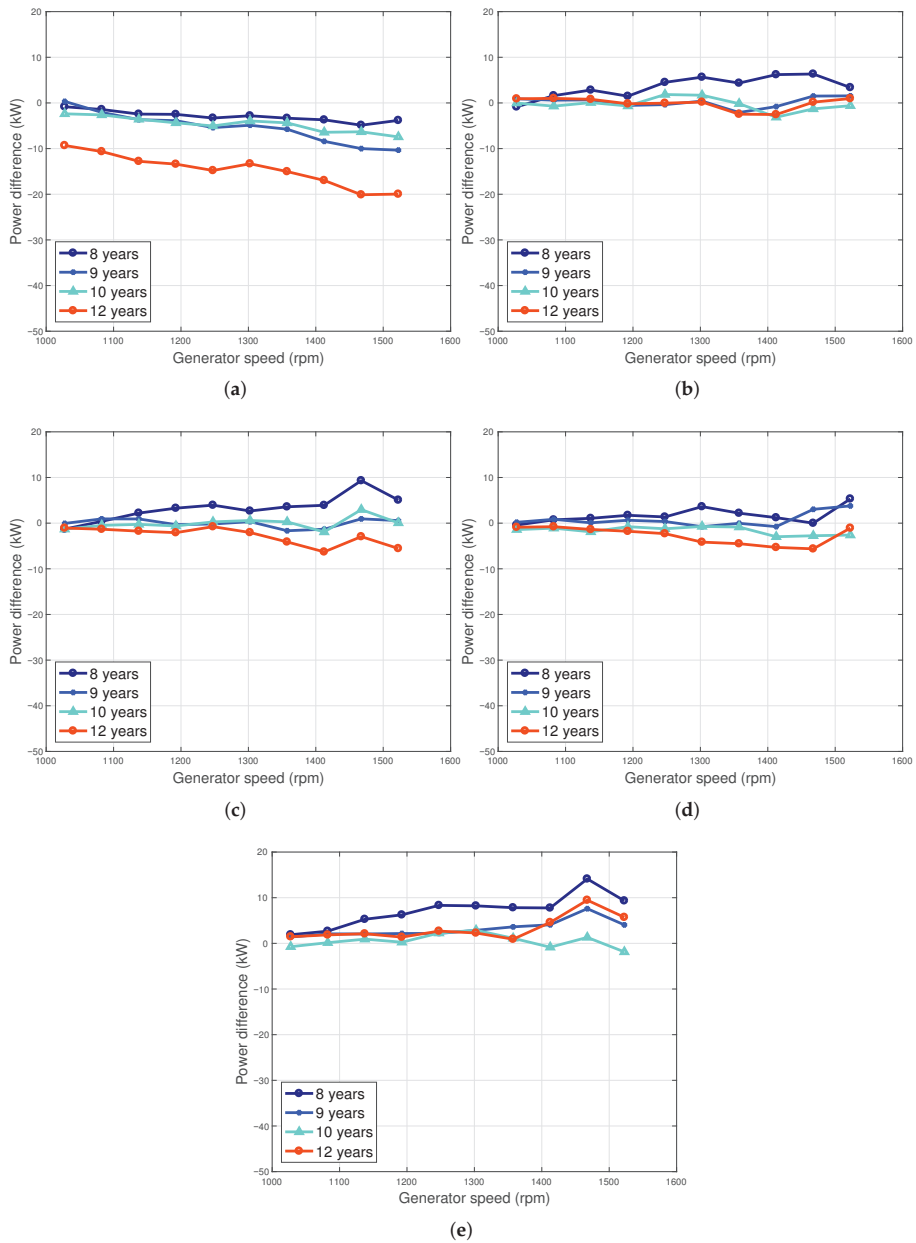 20
10
0
−10
−20
−30
−40
−50
Power difference (kW)
8 years
9 years
10 years
12 years
1000 1100 1200 1300 1400 1500 1600
Generator speed (rpm)
(a)
20
10
0
−10
−20
−30
−40
−50
Power difference (kW)
8 years
9 years
10 years
12 years
1000 1100 1200 1300 1400 1500 1600
Generator speed (rpm)
(b)
20
10
0
−10
−20
−30
−40
−50
Power difference (kW)
8 years
9 years
10 years
12 years
1000 1100 1200 1300 1400 1500 1600
Generator speed (rpm)
(c)
20
10
0
−10
−20
−30
−40
−50
Power difference (kW)
8 years
9 years
10 years
12 years
1000 1100 1200 1300 1400 1500 1600
Generator speed (rpm)
(d)
20
10
0
−10
−20
−30
−40
−50
Power difference (kW)
8 years
9 years
10 years
12 years
1000 1100 1200 1300 1400 1500 1600
Generator speed (rpm)
(e)